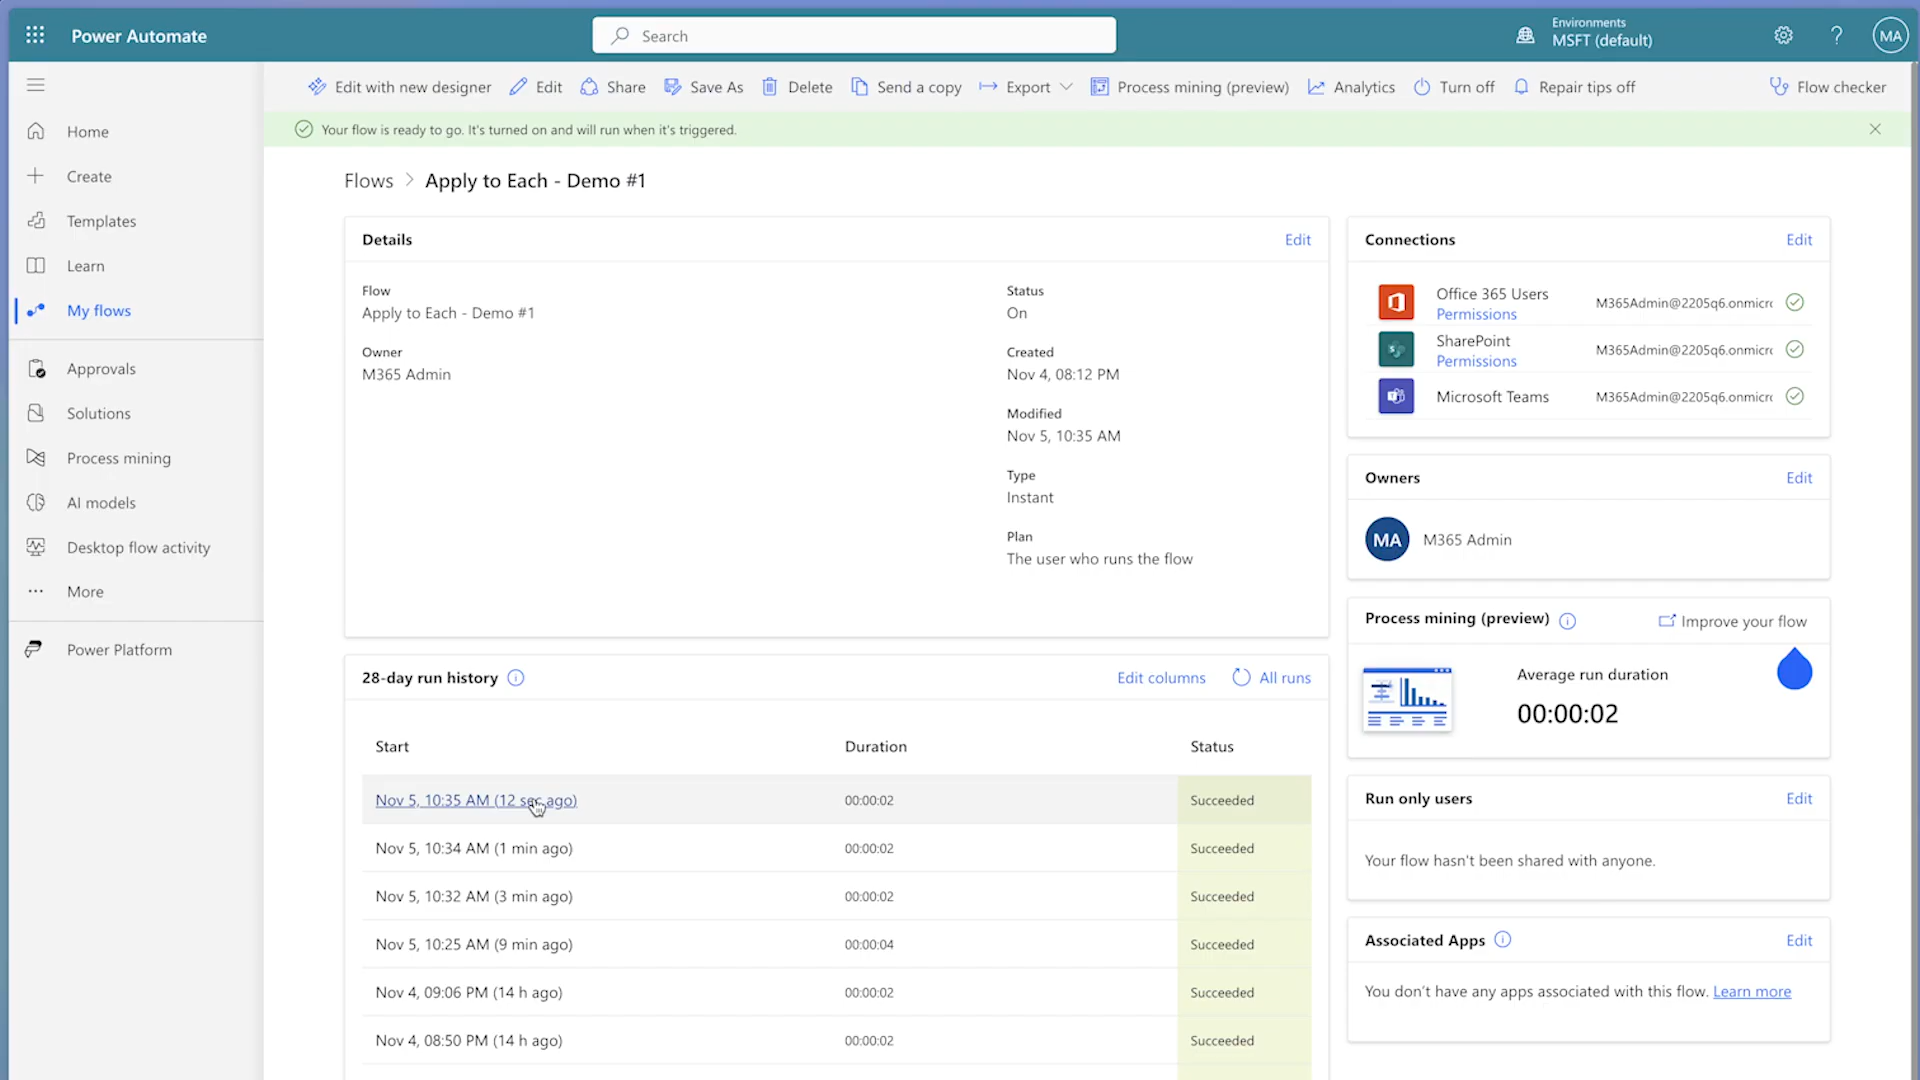 Power Automate
Search
Environments
MSFT (default)
MA
Edit with new designer
Edit
Share
Save As
Delete
Send a copy
Export
Process mining (preview)
Analytics
Turn off
Repair tips off
Flow checker
Your flow is ready to go. It's turned on and will run when it's triggered.
Home
Create
Templates
Learn
My flows
Approvals
Solutions
Process mining
AI models
Desktop flow activity
More
Power Platform
Flows > Apply to Each - Demo #1
Details
Edit
Flow
Apply to Each - Demo #1
Owner
M365 Admin
Status
On
Created
Nov 4, 08:12 PM
Modified
Nov 5, 10:35 AM
Type
Instant
Plan
The user who runs the flow
28-day run history
Edit columns
All runs
Start Duration Status
Nov 5, 10:35 AM (12 sec ago) 00:00:02 Succeeded
Nov 5, 10:34 AM (1 min ago) 00:00:02 Succeeded
Nov 5, 10:32 AM (3 min ago) 00:00:02 Succeeded
Nov 5, 10:25 AM (9 min ago) 00:00:04 Succeeded
Nov 4, 09:06 PM (14 h ago) 00:00:02 Succeeded
Nov 4, 08:50 PM (14 h ago) 00:00:02 Succeeded
Connections
Edit
Office 365 Users
Permissions
M365Admin@2205q6.onmicro
SharePoint
Permissions
M365Admin@2205q6.onmicro
Microsoft Teams
M365Admin@2205q6.onmicro
Owners
Edit
MA
M365 Admin
Process mining (preview)
Improve your flow
Average run duration
00:00:02
Run only users
Edit
Your flow hasn't been shared with anyone.
Associated Apps
Edit
You don't have any apps associated with this flow. Learn more